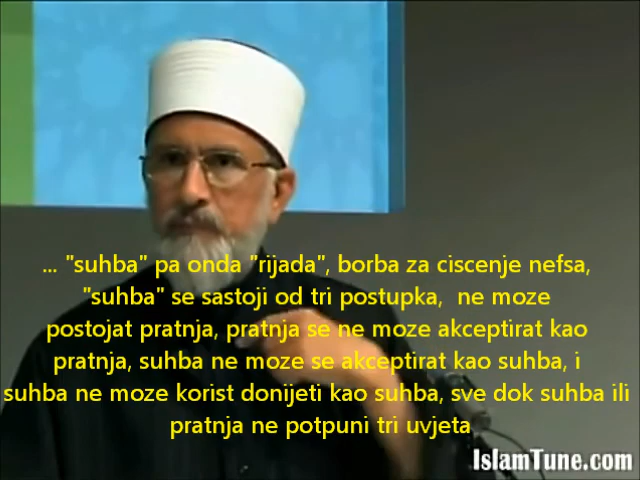 ... "suhba" pa onda "rijada", borba za ciscenje nefsa,
"suhba" se sastoji od tri postupka,  ne moze
postojat pratnja, pratnja se ne moze akceptirat kao
pratnja, suhba ne moze se akceptirat kao suhba, i
suhba ne moze korist donijeti kao suhba, sve dok suhba ili
pratnja ne potpuni tri uvjeta
IslamTune.com